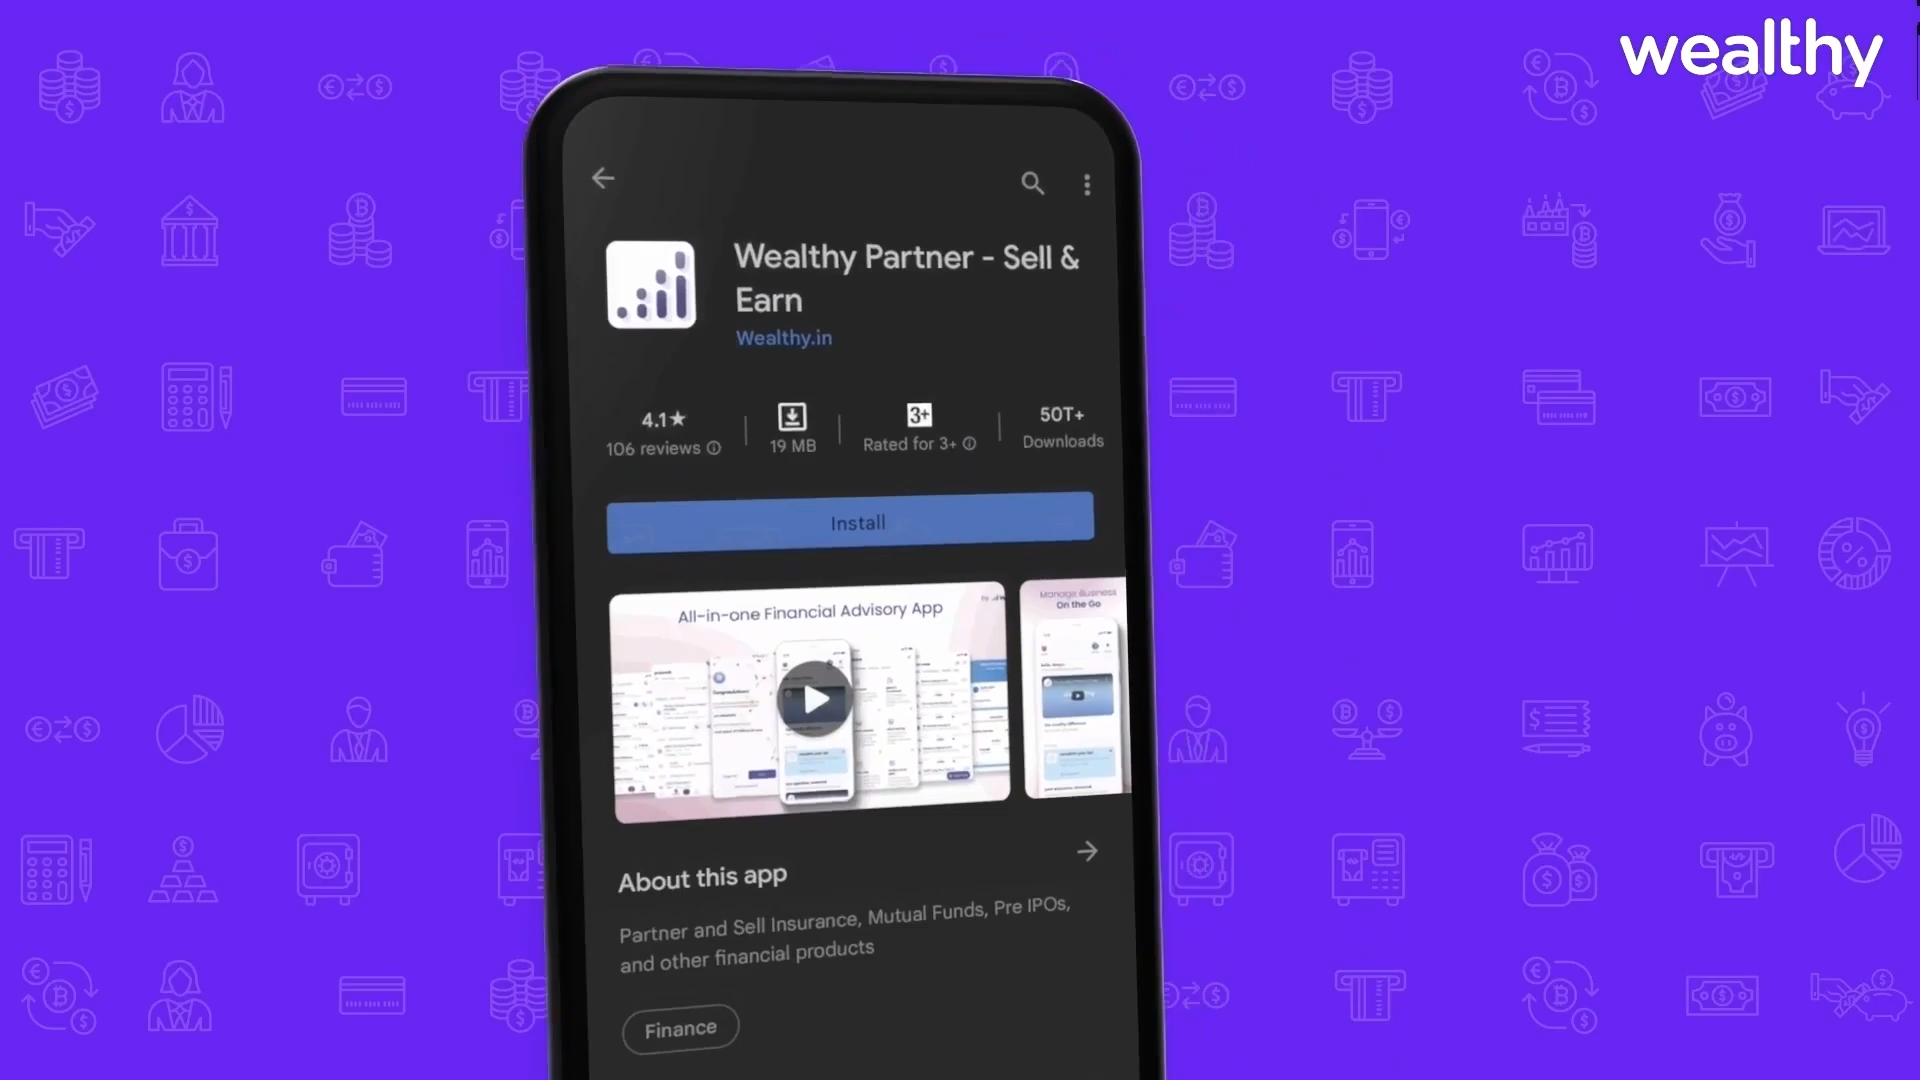 wealthy
Wealthy Partner - Sell &
Earn
Wealthy.in
4.1★
106 reviews
19 MB
3+
Rated for 3+
50T+
Downloads
Install
All-in-one Financial Advisory App
Manage Business
On the Go
About this app
Partner and Sell Insurance, Mutual Funds, Pre IPOs,
and other financial products
Finance